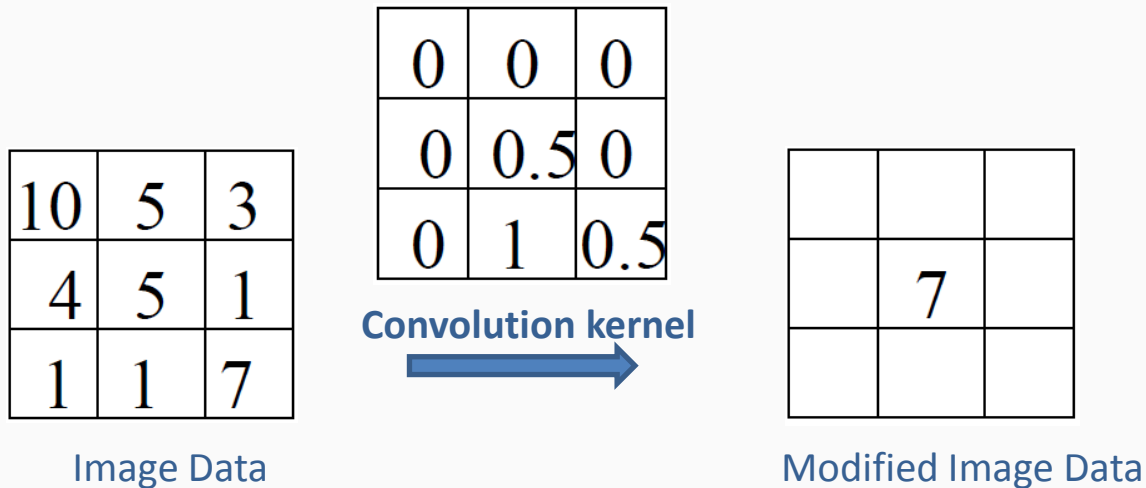 10 5 3
4 5 1
1 1 7
Image Data
0 0 0
0 0.5 0
0 1 0.5
Convolution kernel
7
Modified Image Data